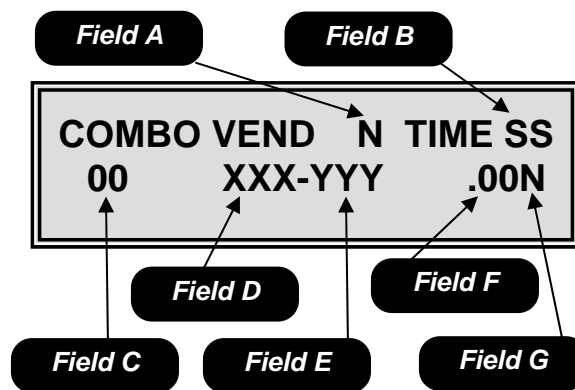 Field A
Field B
COMBO VEND N TIME SS
00 XXX-YYY .00N
Field D
Field F
Field C
Field E
Field G